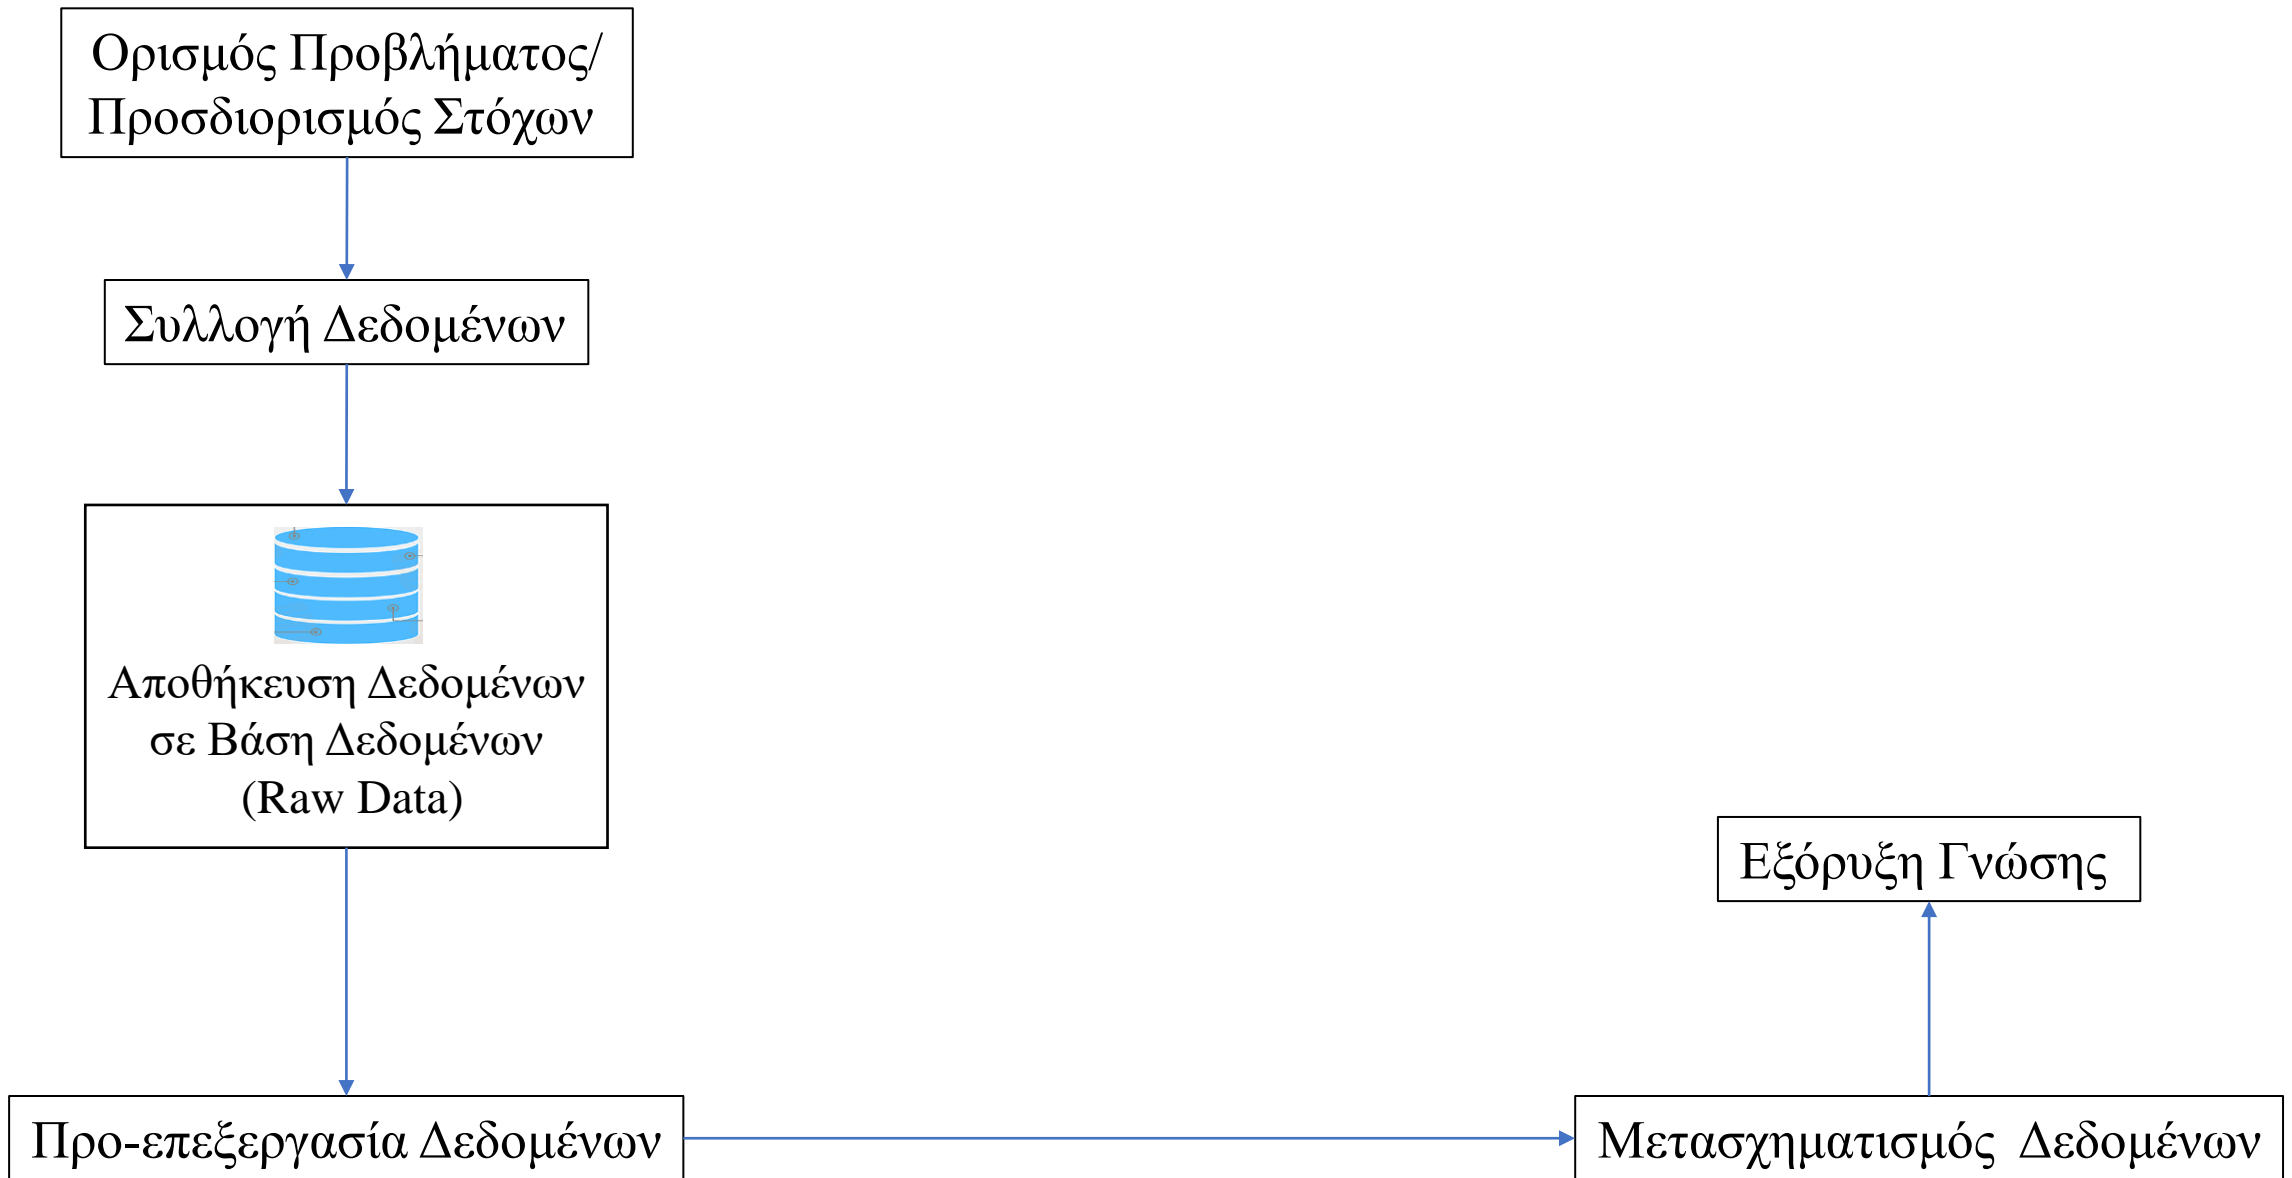 Ορισμός Προβλήματος/
Προσδιορισμός Στόχων
Συλλογή Δεδομένων
Αποθήκευση Δεδομένων
σε Βάση Δεδομένων
(Raw Data)
Προ-επεξεργασία Δεδομένων
Μετασχηματισμός Δεδομένων
Εξόρυξη Γνώσης